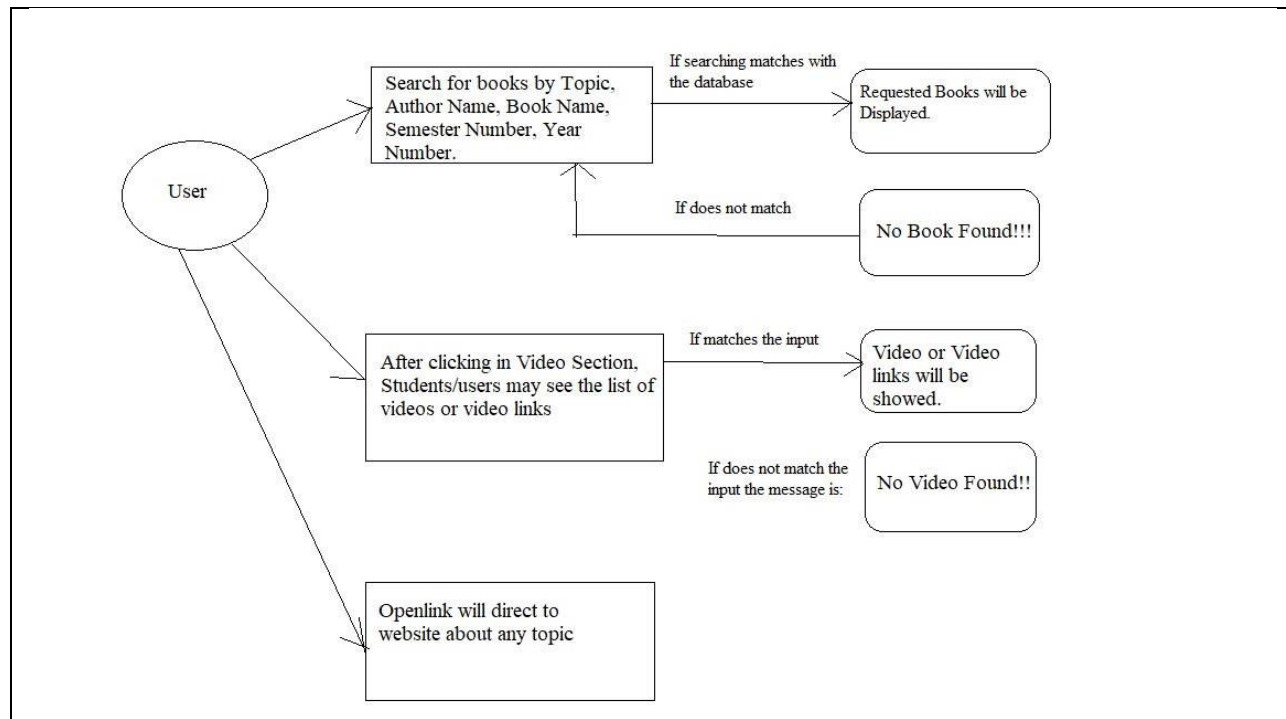 If searching matches with
the database
Search for books by Topic,
Author Name, Book Name,
Semester Number, Year
Number.
Requested Books will be
Displayed.
User
If does not match
No Book Found!!!
If matches the input
After clicking in Video Section,
Students/users may see the list of
videos or video links
Video or Video
links will be
showed.
If does not match the
input the message is:
No Video Found!!
Openlink will direct to
website about any topic